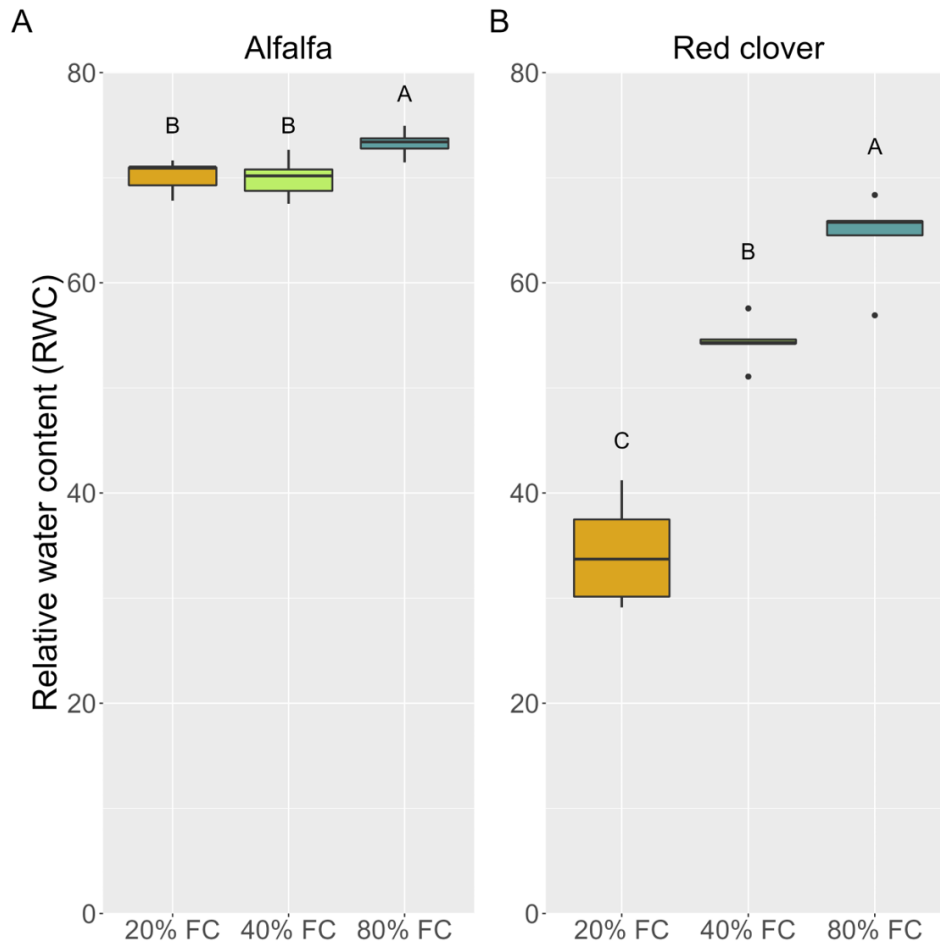 A
B
Alfalfa
Red clover
Relative water content (RWC)
80
60
40
20
0
B
B
A
20% FC
40% FC
80% FC
80
60
40
20
0
C
B
A
20% FC
40% FC
80% FC